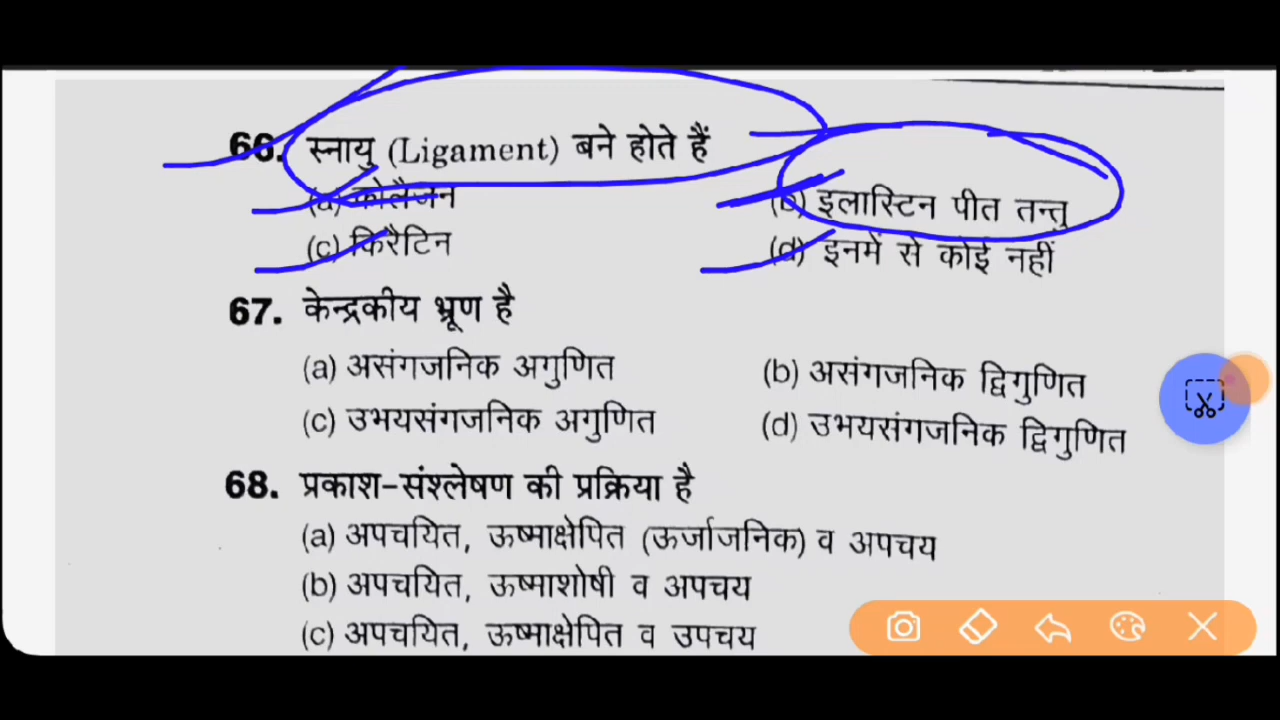 66. स्नायु (Ligament) बने होते हैं
(a) कोलैजन (b) इलास्टिन पीत तन्तु
(c) किरैटिन (d) इनमें से कोई नहीं
67. केन्द्रकीय भ्रूण है
(a) असंगजनिक अगुणित (b) असंगजनिक द्विगुणित
(c) उभयसंगजनिक अगुणित (d) उभयसंगजनिक द्विगुणित
68. प्रकाश-संश्लेषण की प्रक्रिया है
(a) अपचयित, ऊष्माक्षेपित (ऊर्जाजनिक) व अपचय
(b) अपचयित, ऊष्माशोषी व अपचय
(c) अपचयित, ऊष्माक्षेपित व उपचय